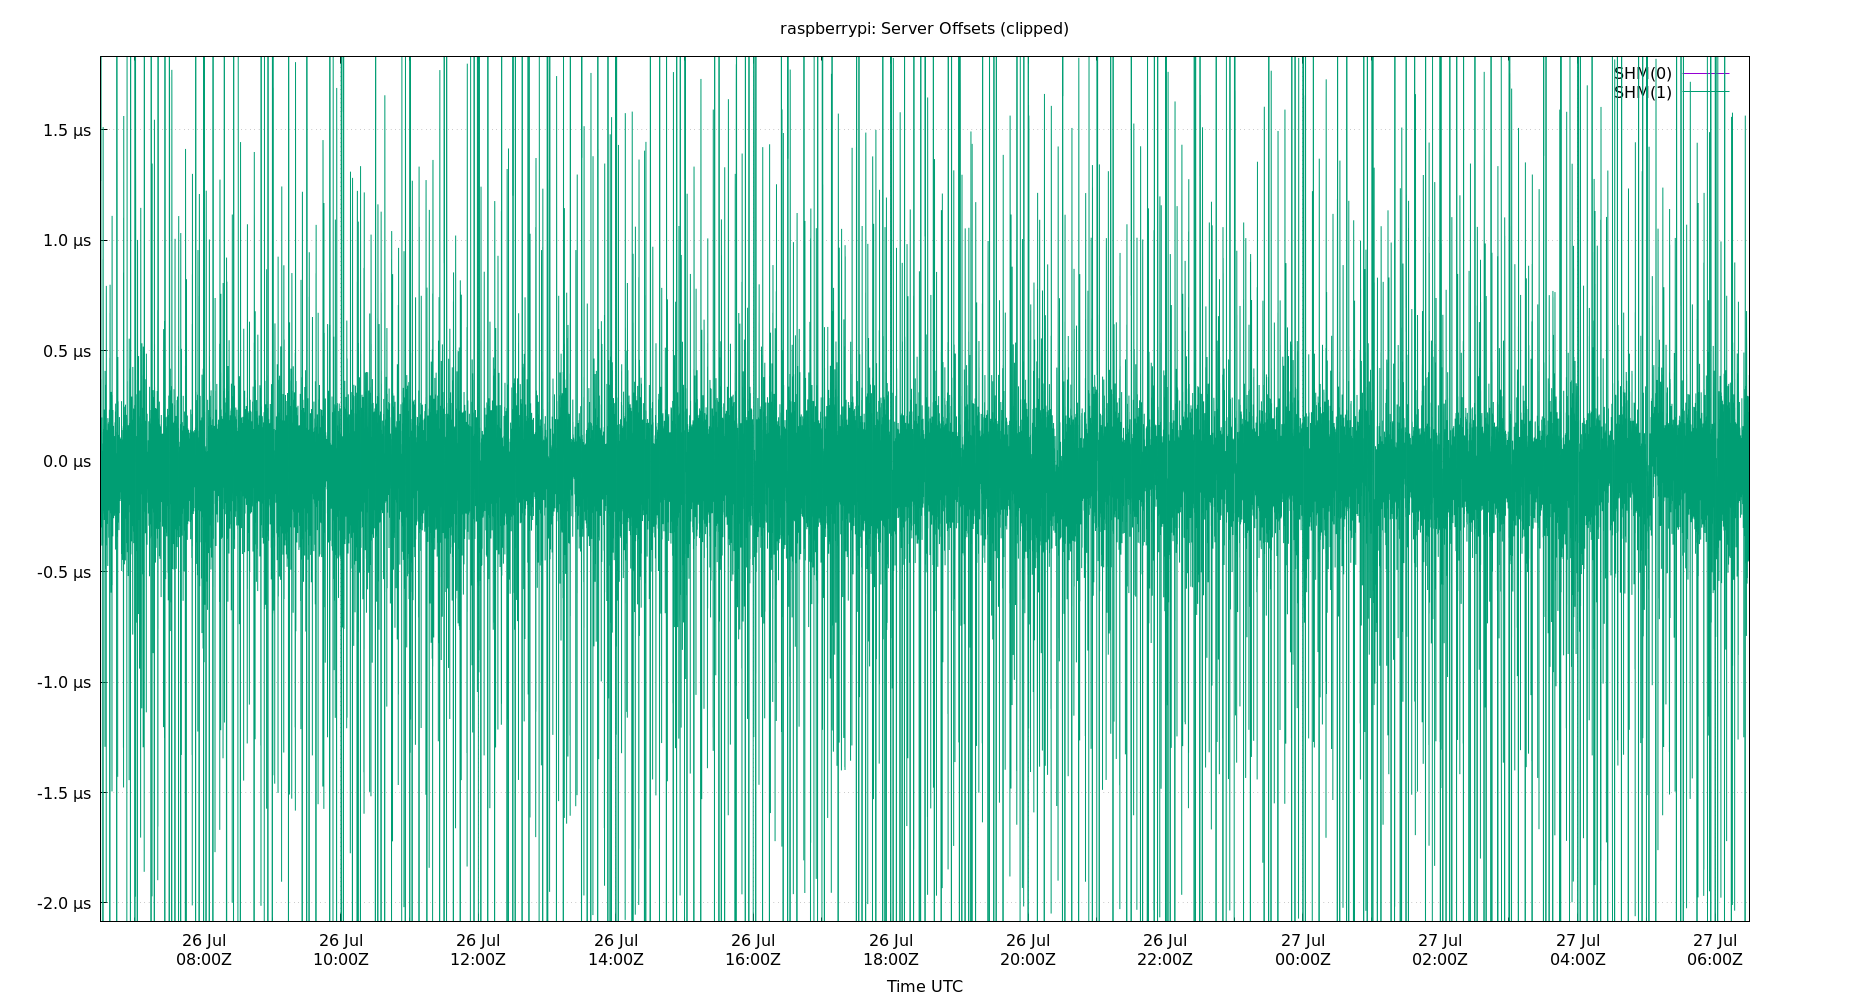 raspberrypi: Server Offsets (clipped)
SHM(0)
SHM(1)
1.5 µs
1.0 µs
0.5 µs
0.0 µs
-0.5 µs
-1.0 µs
-1.5 µs
-2.0 µs
26 Jul 26 Jul 26 Jul 26 Jul 26 Jul 26 Jul 26 Jul 26 Jul 27 Jul 27 Jul 27 Jul 27 Jul
08:00Z 10:00Z 12:00Z 14:00Z 16:00Z 18:00Z 20:00Z 22:00Z 00:00Z 02:00Z 04:00Z 06:00Z
Time UTC